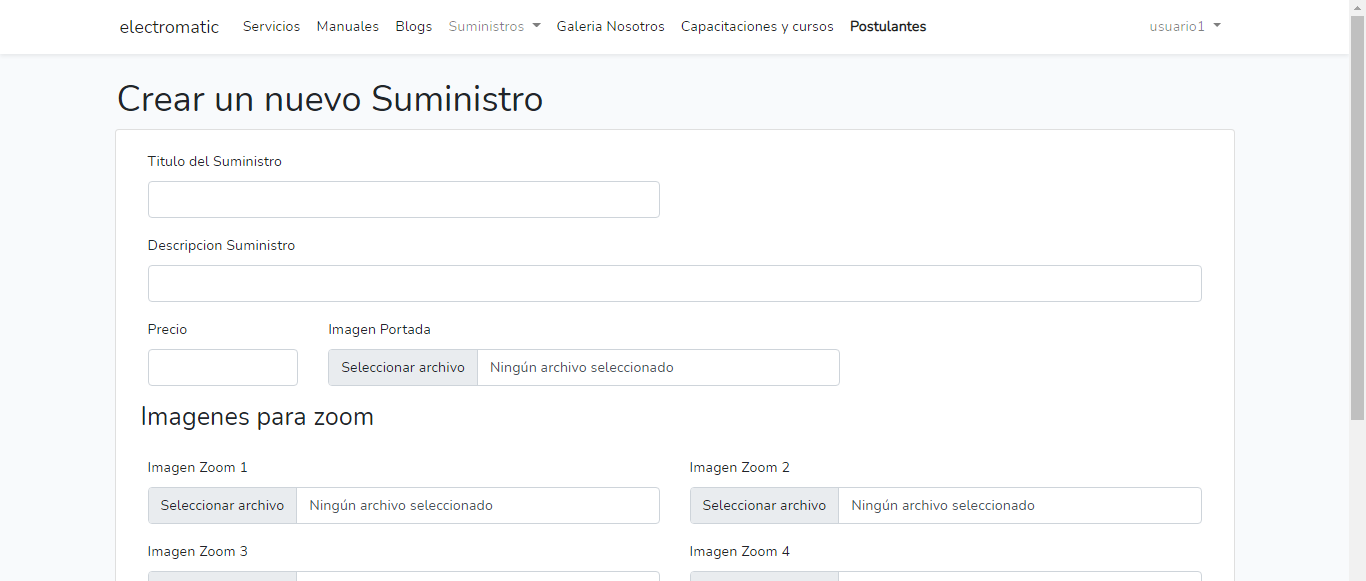 electromatic Servicios Manuales Blogs Suministros Galeria Nosotros Capacitaciones y cursos Postulantes usuario1
Crear un nuevo Suministro
Titulo del Suministro
Descripcion Suministro
Precio Imagen Portada
Seleccionar archivo Ningún archivo seleccionado
Imagenes para zoom
Imagen Zoom 1 Imagen Zoom 2
Seleccionar archivo Ningún archivo seleccionado Seleccionar archivo Ningún archivo seleccionado
Imagen Zoom 3 Imagen Zoom 4